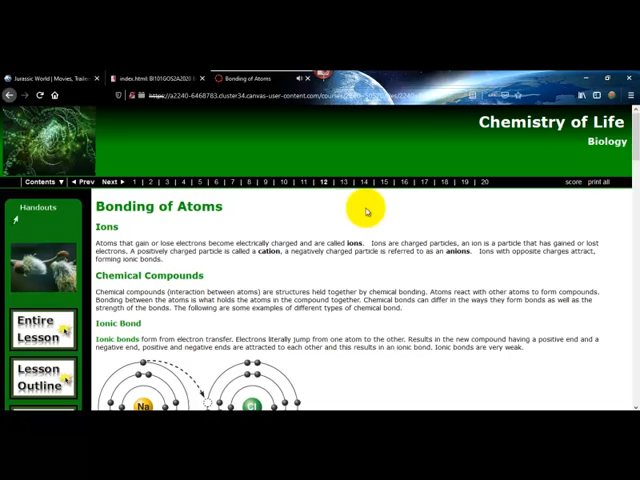 Jurassic World | Movies, Trailer
index.html: BI101GOS2A2020
Bonding of Atoms
Chemistry of Life
Biology
Contents ▼ ◄ Prev Next ► 1 | 2 | 3 | 4 | 5 | 6 | 7 | 8 | 9 | 10 | 11 | 12 | 13 | 14 | 15 | 16 | 17 | 18 | 19 | 20 score print all
Handouts
Entire
Lesson
Lesson
Outline
Bonding of Atoms
Ions
Atoms that gain or lose electrons become electrically charged and are called ions. Ions are charged particles, an ion is a particle that has gained or lost
electrons. A positively charged particle is called a cation, a negatively charged particle is referred to as an anions. Ions with opposite charges attract,
forming ionic bonds.
Chemical Compounds
Chemical compounds (interaction between atoms) are structures held together by chemical bonding. Atoms react with other atoms to form compounds.
Bonding between the atoms is what holds the atoms in the compound together. Chemical bonds can differ in the ways they form bonds as well as the
strength of the bonds. The following are some examples of different types of chemical bond.
Ionic Bond
Ionic bonds form from electron transfer. Electrons literally jump from one atom to the other. Results in the new compound having a positive end and a
negative end, positive and negative ends are attracted to each other and this results in an ionic bond. Ionic bonds are very weak.
Na
Cl